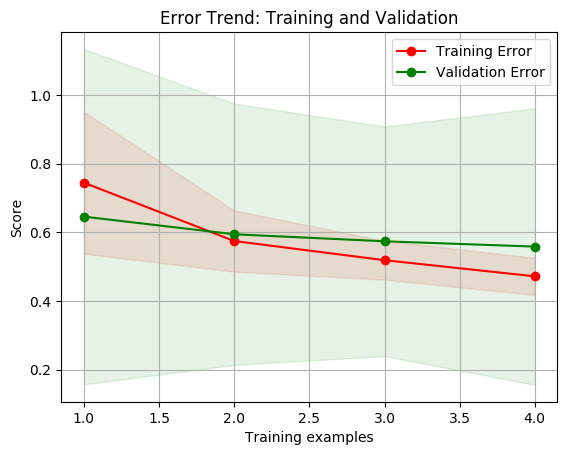 Error Trend: Training and Validation
Training Error
Validation Error
1.0
0.8
0.6
0.4
0.2
Score
1.0 1.5 2.0 2.5 3.0 3.5 4.0
Training examples